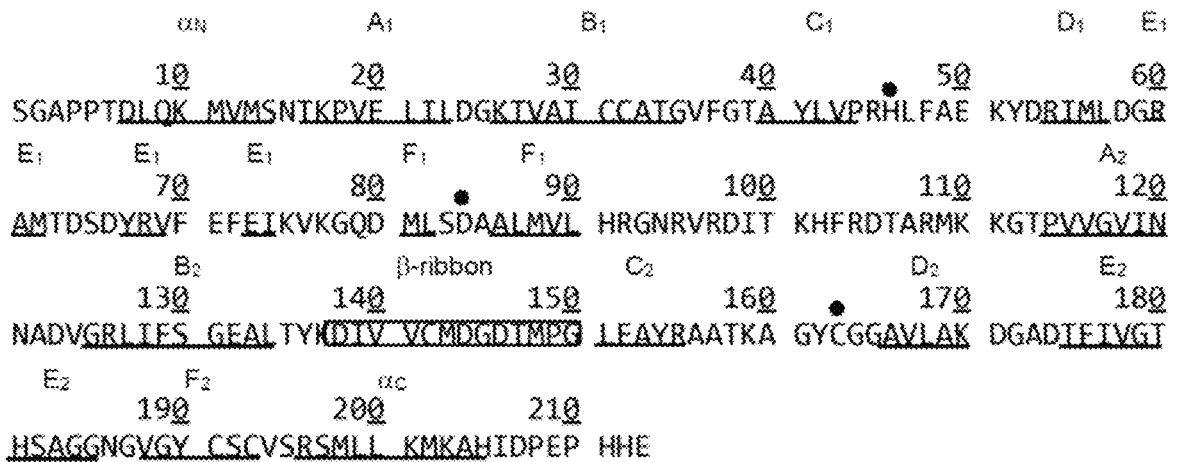 αN A₁ B₁ C₁ D₁ E₁
10 20 30 40 50 60
SGAPPTDLQK MVMSNTKPVE LILDGKTVAI CCATGVFGTA YLVPRHLFAE KYDRIMLDGR
E₁ E₁ E₁ F₁ F₁ A₂
70 80 90 100 110 120
AMTDSDYRVF EFEIKVKGQD MLSDAALMVL HRGNRVRDIT KHFRDTARMK KGTPVVGVIN
B₂ β-ribbon C₂ D₂ E₂
130 140 150 160 170 180
NADVGRLIFS GEALTYKDIV VCMDGDTMPG LFAYRAATKA GYCGGAVLAK DGADTFIVGT
E₂ F₂ αC
190 200 210
HSAGGNGVGY CSCVSRSMLL KMKAHIDPEP HHE